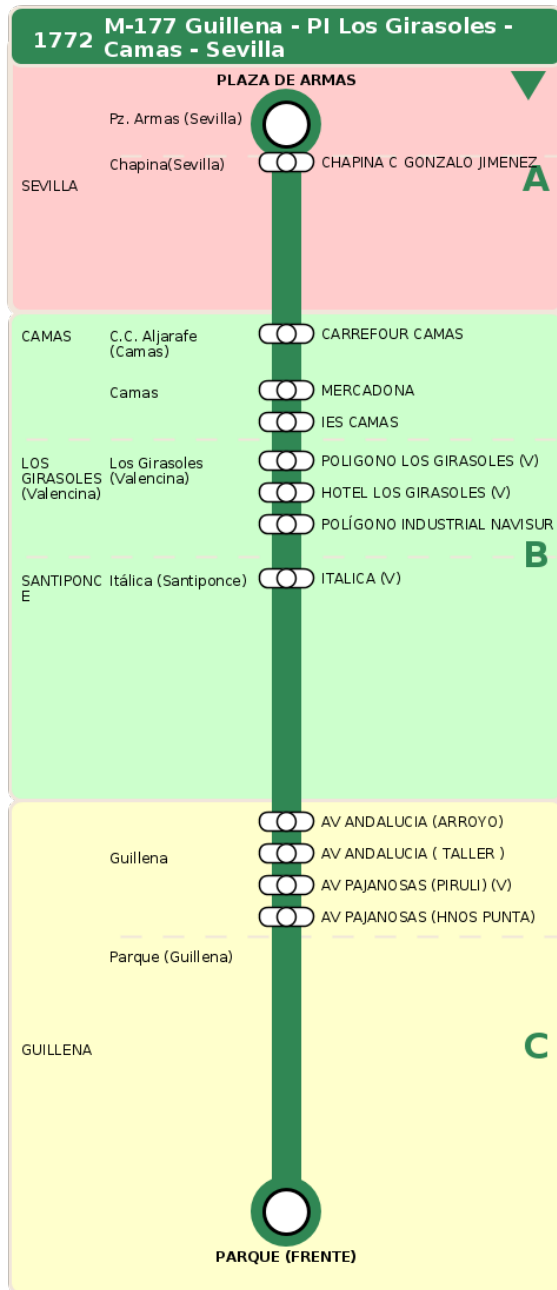 1772
M-177 Guillena - PI Los Girasoles -
Camas - Sevilla
PLAZA DE ARMAS
Pz. Armas (Sevilla)
Chapina(Sevilla)
CHAPINA C GONZALO JIMENEZ
A
SEVILLA
CAMAS
C.C. Aljarafe
(Camas)
CARREFOUR CAMAS
Camas
MERCADONA
IES CAMAS
LOS
GIRASOLES
(Valencina)
Los Girasoles
(Valencina)
POLIGONO LOS GIRASOLES (V)
HOTEL LOS GIRASOLES (V)
POLÍGONO INDUSTRIAL NAVISUR
B
SANTIPONC
E
Itálica (Santiponce)
ITALICA (V)
AV ANDALUCIA (ARROYO)
AV ANDALUCIA ( TALLER )
Guillena
AV PAJANOSAS (PIRULI) (V)
AV PAJANOSAS (HNOS PUNTA)
Parque (Guillena)
GUILLENA
C
PARQUE (FRENTE)